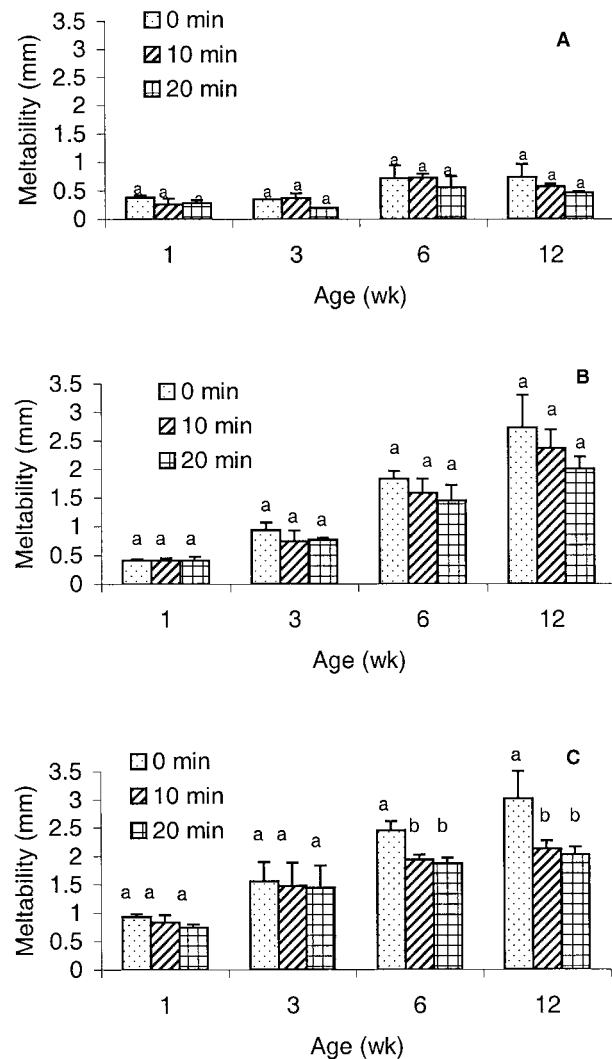 0 min
10 min
20 min
A
Meltability (mm)
3.5
3
2.5
2
1.5
1
0.5
0
a a a a a a a a a a a a
1 3 6 12
Age (wk)
0 min
10 min
20 min
B
Meltability (mm)
3.5
3
2.5
2
1.5
1
0.5
0
a a a a a a a a a a a a
1 3 6 12
Age (wk)
0 min
10 min
20 min
C
Meltability (mm)
3.5
3
2.5
2
1.5
1
0.5
0
a a a a a a a b b a b b
1 3 6 12
Age (wk)